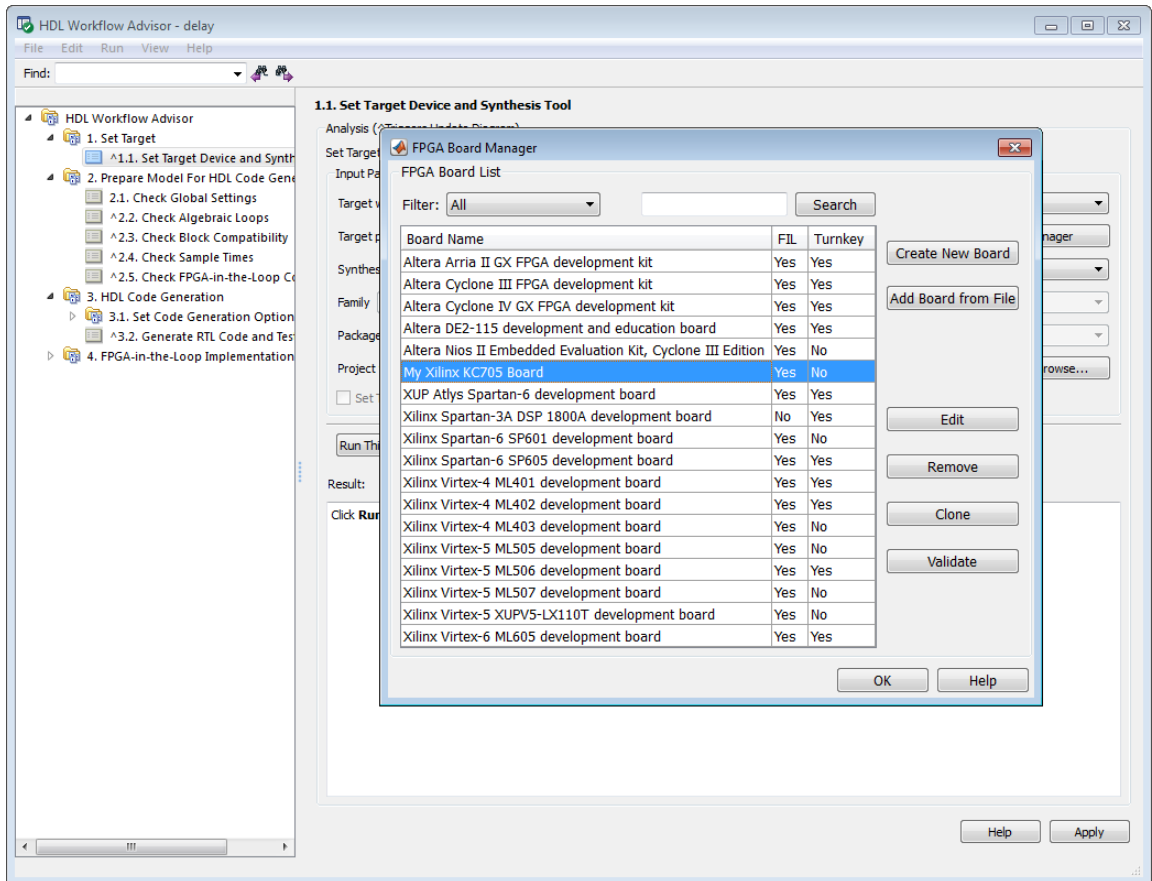 HDL Workflow Advisor - delay
File Edit Run View Help
Find:
HDL Workflow Advisor
1. Set Target
^1.1. Set Target Device and Synth
2. Prepare Model For HDL Code Gene
2.1. Check Global Settings
^2.2. Check Algebraic Loops
^2.3. Check Block Compatibility
^2.4. Check Sample Times
^2.5. Check FPGA-in-the-Loop Co
3. HDL Code Generation
3.1. Set Code Generation Option
^3.2. Generate RTL Code and Tes
4. FPGA-in-the-Loop Implementation
1.1. Set Target Device and Synthesis Tool
Analysis (^Triggers Update Diagram)
Set Target
Input Pa
Target w
Target p
nager
Synthes
Family
Package
Project
rowse...
Set T
Run Thi
Result:
Click Run
FPGA Board Manager
FPGA Board List
Filter: All Search
Board Name FIL Turnkey
Altera Arria II GX FPGA development kit Yes Yes
Altera Cyclone III FPGA development kit Yes Yes
Altera Cyclone IV GX FPGA development kit Yes Yes
Altera DE2-115 development and education board Yes Yes
Altera Nios II Embedded Evaluation Kit, Cyclone III Edition Yes No
My Xilinx KC705 Board Yes No
XUP Atlys Spartan-6 development board Yes Yes
Xilinx Spartan-3A DSP 1800A development board No Yes
Xilinx Spartan-6 SP601 development board Yes No
Xilinx Spartan-6 SP605 development board Yes Yes
Xilinx Virtex-4 ML401 development board Yes Yes
Xilinx Virtex-4 ML402 development board Yes Yes
Xilinx Virtex-4 ML403 development board Yes No
Xilinx Virtex-5 ML505 development board Yes No
Xilinx Virtex-5 ML506 development board Yes Yes
Xilinx Virtex-5 ML507 development board Yes No
Xilinx Virtex-5 XUPV5-LX110T development board Yes No
Xilinx Virtex-6 ML605 development board Yes Yes
Create New Board
Add Board from File
Edit
Remove
Clone
Validate
OK Help
Help Apply